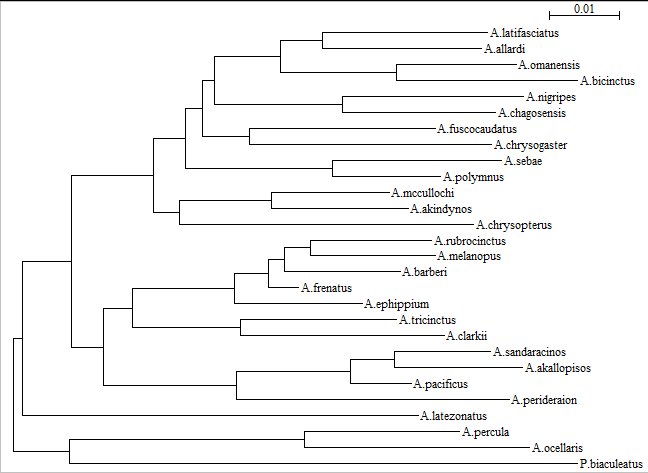 0.01
A.latifasciatus
A.allardi
A.omanensis
A.bicinctus
A.nigripes
A.chagosensis
A.fuscocaudatus
A.chrysogaster
A.sebae
A.polymnus
A.mccullochi
A.akindynos
A.chrysopterus
A.rubrocinctus
A.melanopus
A.barberi
A.frenatus
A.ephippium
A.tricinctus
A.clarkii
A.sandaracinos
A.akallopisos
A.pacificus
A.perideraion
A.latezonatus
A.percula
A.ocellaris
P.biaculeatus